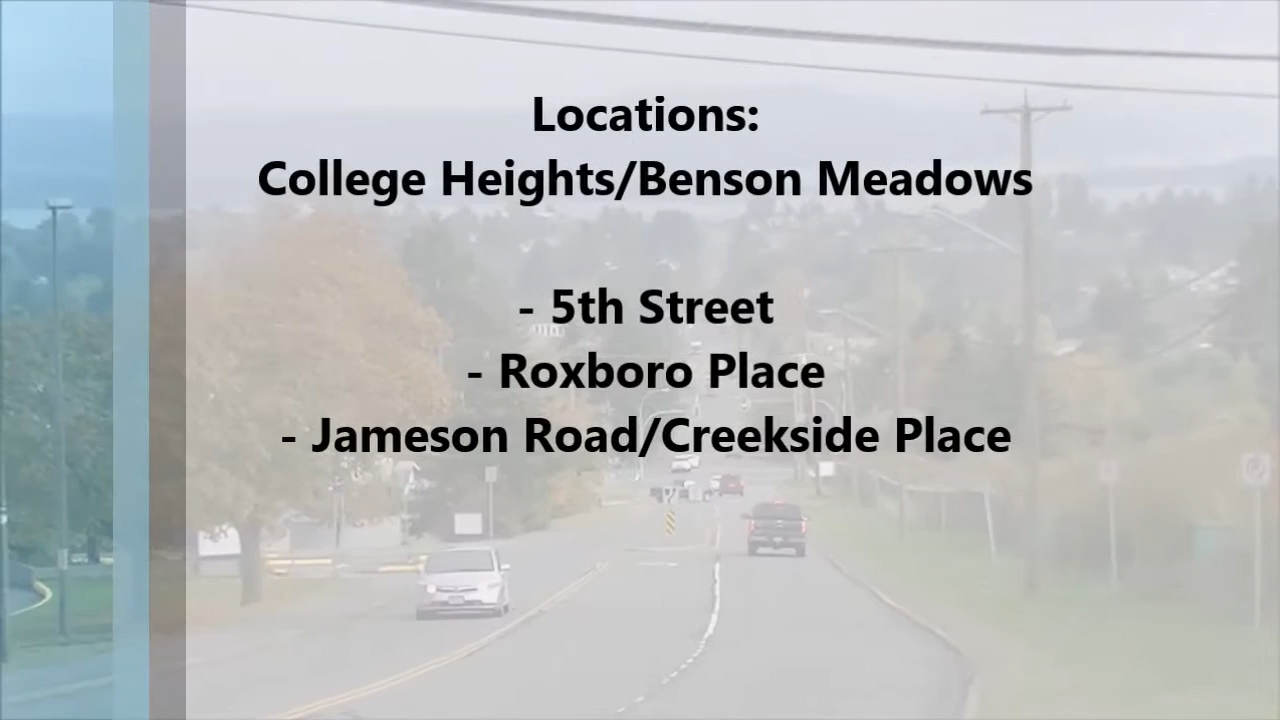 Locations:
College Heights/Benson Meadows
- 5th Street
- Roxboro Place
- Jameson Road/Creekside Place